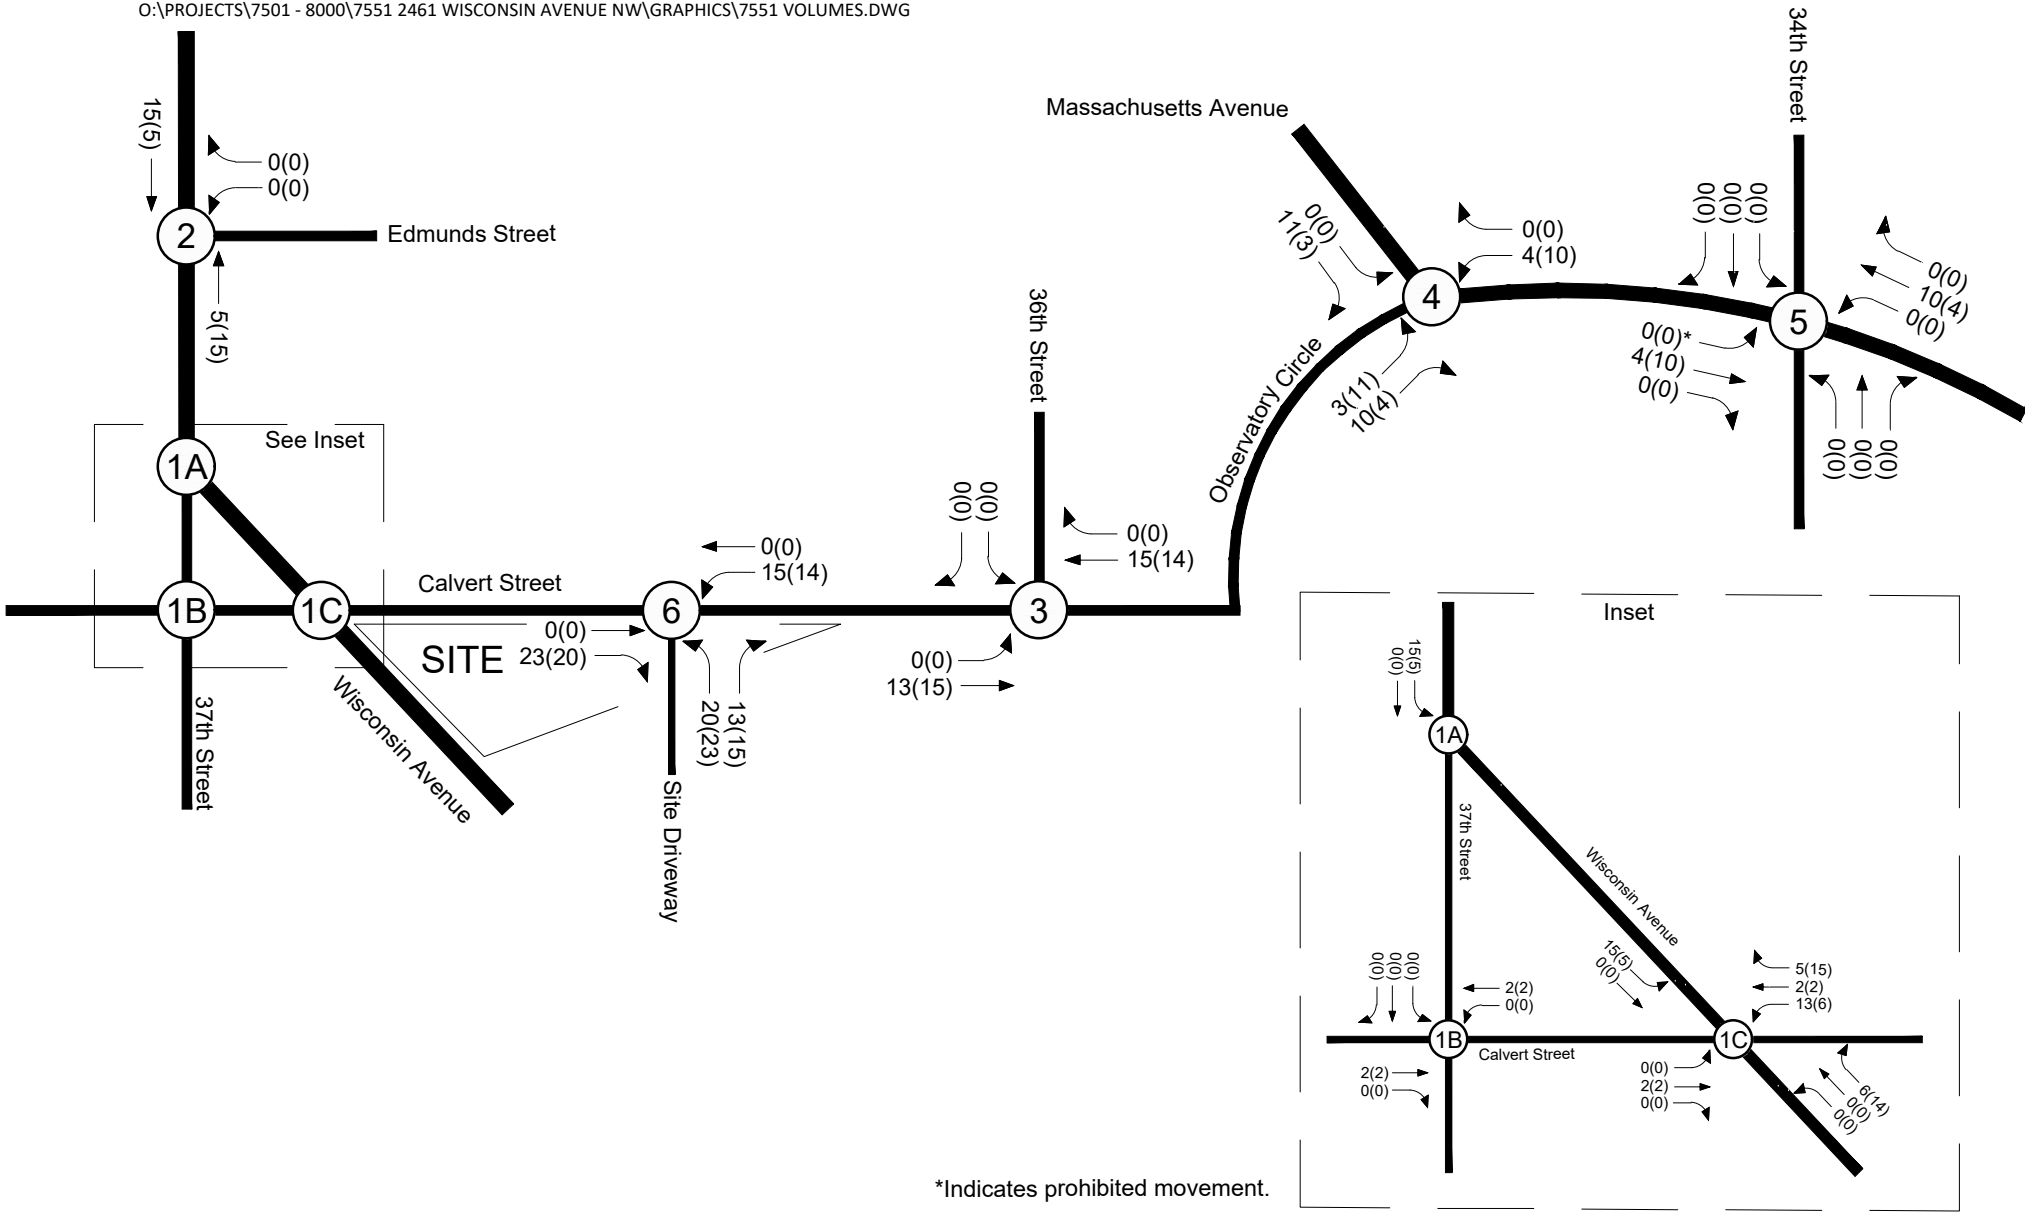 O:\PROJECTS\7501 - 8000\7551 2461 WISCONSIN AVENUE NW\GRAPHICS\7551 VOLUMES.DWG
15(5)
0(0)
0(0)
2
Edmunds Street
5(15)
See Inset
1A
1B
1C
37th Street
Wisconsin Avenue
Calvert Street
SITE
0(0)
15(14)
6
0(0)
23(20)
20(23)
13(15)
Site Driveway
36th Street
0(0)
0(0)
0(0)
15(14)
3
0(0)
13(15)
Massachusetts Avenue
0(0)
11(3)
0(0)
4(10)
4
3(11)
10(4)
Observatory Circle
34th Street
0(0)
0(0)
0(0)
0(0)
10(4)
0(0)
5
0(0)*
4(10)
0(0)
0(0)
0(0)
0(0)
Inset
15(5)
0(0)
1A
37th Street
Wisconsin Avenue
15(5)
0(0)
5(15)
2(2)
13(6)
0(0)
0(0)
0(0)
2(2)
0(0)
1B
Calvert Street
1C
2(2)
0(0)
0(0)
2(2)
0(0)
6(14)
0(0)
0(0)
*Indicates prohibited movement.